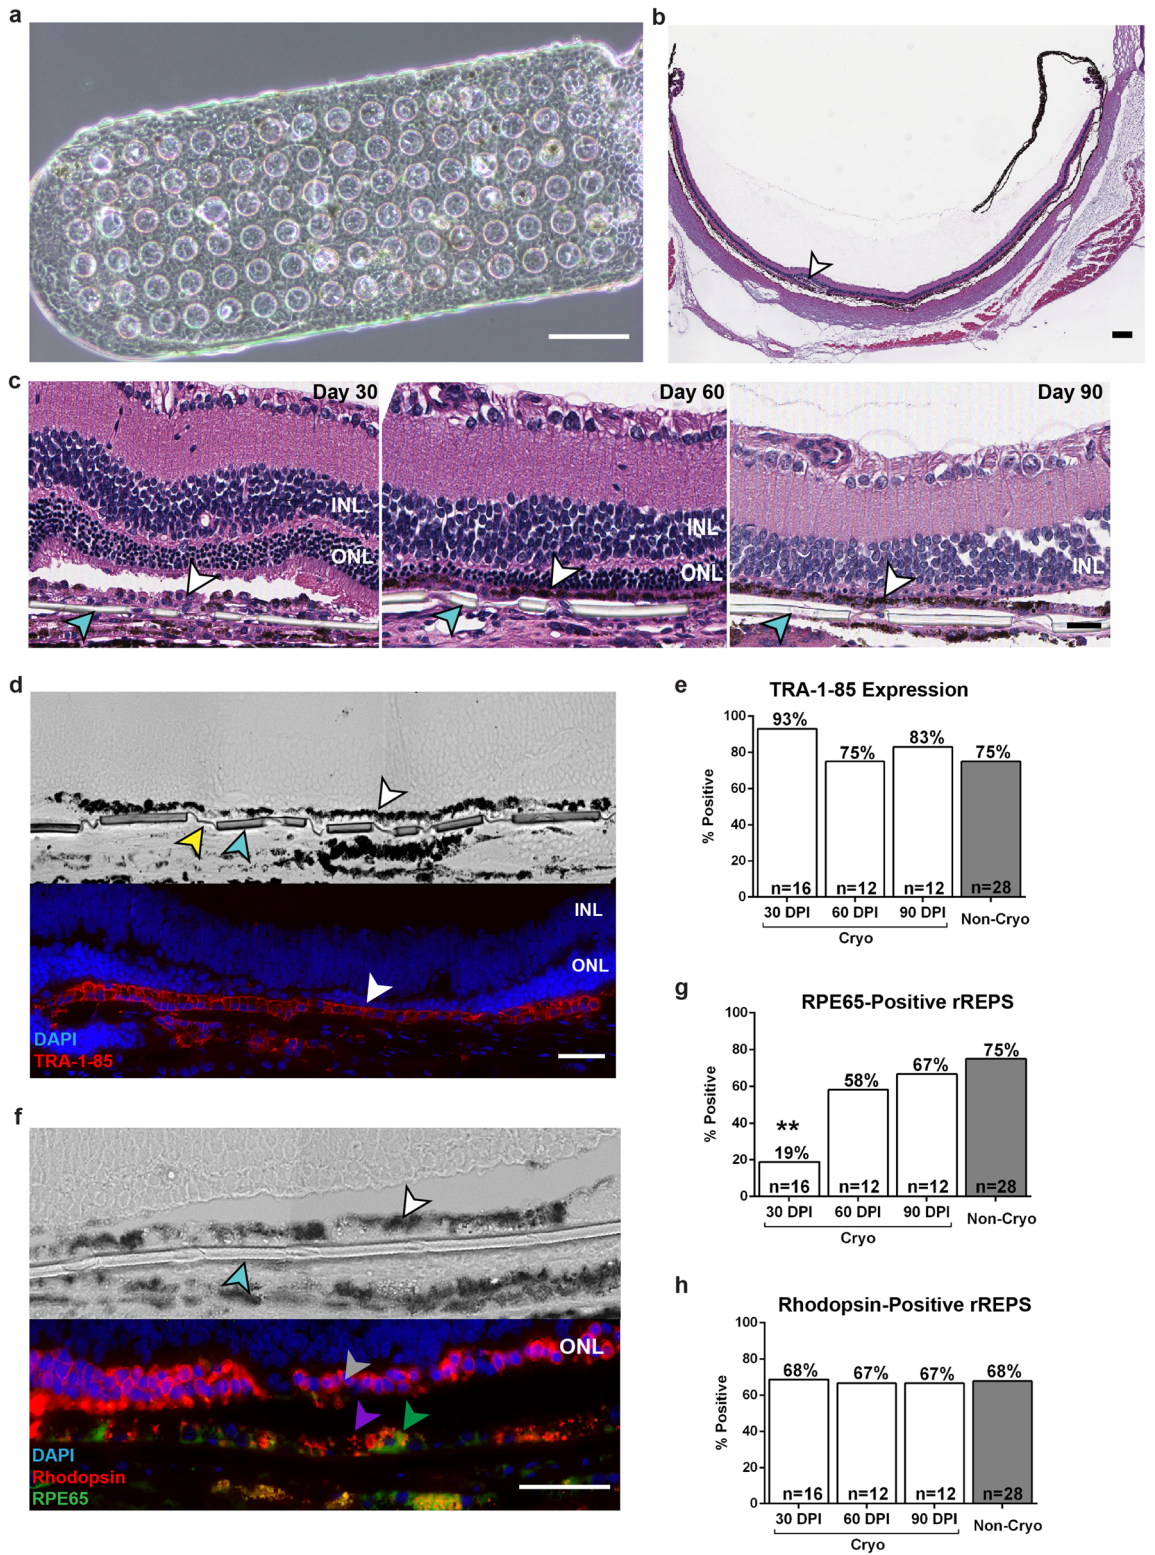 a
b
c
Day 30
INL
ONL
Day 60
INL
ONL
Day 90
INL
d
INL
ONL
DAPI
TRA-1-85
e
TRA-1-85 Expression
% Positive
100
80
60
40
20
0
93%
75%
83%
75%
n=16
n=12
n=12
n=28
30 DPI
60 DPI
90 DPI
Non-Cryo
Cryo
f
ONL
DAPI
Rhodopsin
RPE65
g
RPE65-Positive rREPS
% Positive
100
80
60
40
20
0
**
19%
58%
67%
75%
n=16
n=12
n=12
n=28
30 DPI
60 DPI
90 DPI
Non-Cryo
Cryo
h
Rhodopsin-Positive rREPS
% Positive
100
80
60
40
20
0
68%
67%
67%
68%
n=16
n=12
n=12
n=28
30 DPI
60 DPI
90 DPI
Non-Cryo
Cryo